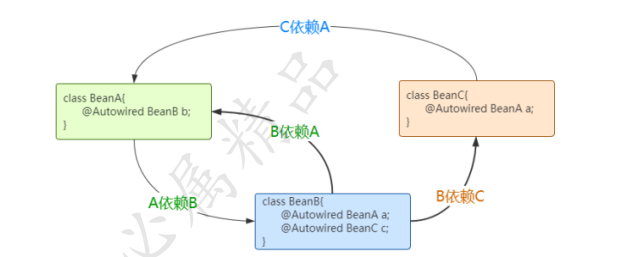 C依赖A
class BeanA{
@Autowired BeanB b;
}
class BeanC{
@Autowired BeanA a;
}
B依赖A
A依赖B
B依赖C
class BeanB{
@Autowired BeanA a;
@Autowired BeanC c;
}
必属精品